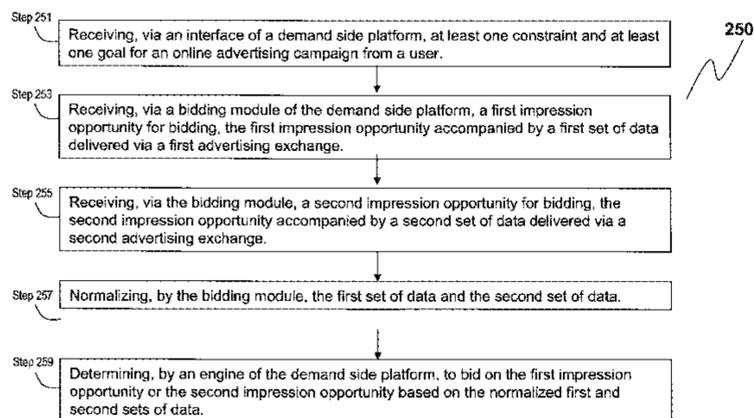 Step 251
Receiving, via an interface of a demand side platform, at least one constraint and at least
one goal for an online advertising campaign from a user.
250
Step 253
Receiving, via a bidding module of the demand side platform, a first impression
opportunity for bidding, the first impression opportunity accompanied by a first set of data
delivered via a first advertising exchange.
Step 255
Receiving, via the bidding module, a second impression opportunity for bidding, the
second impression opportunity accompanied by a second set of data delivered via a
second advertising exchange.
Step 257
Normalizing, by the bidding module, the first set of data and the second set of data.
Step 259
Determining, by an engine of the demand side platform, to bid on the first impression
opportunity or the second impression opportunity based on the normalized first and
second sets of data.